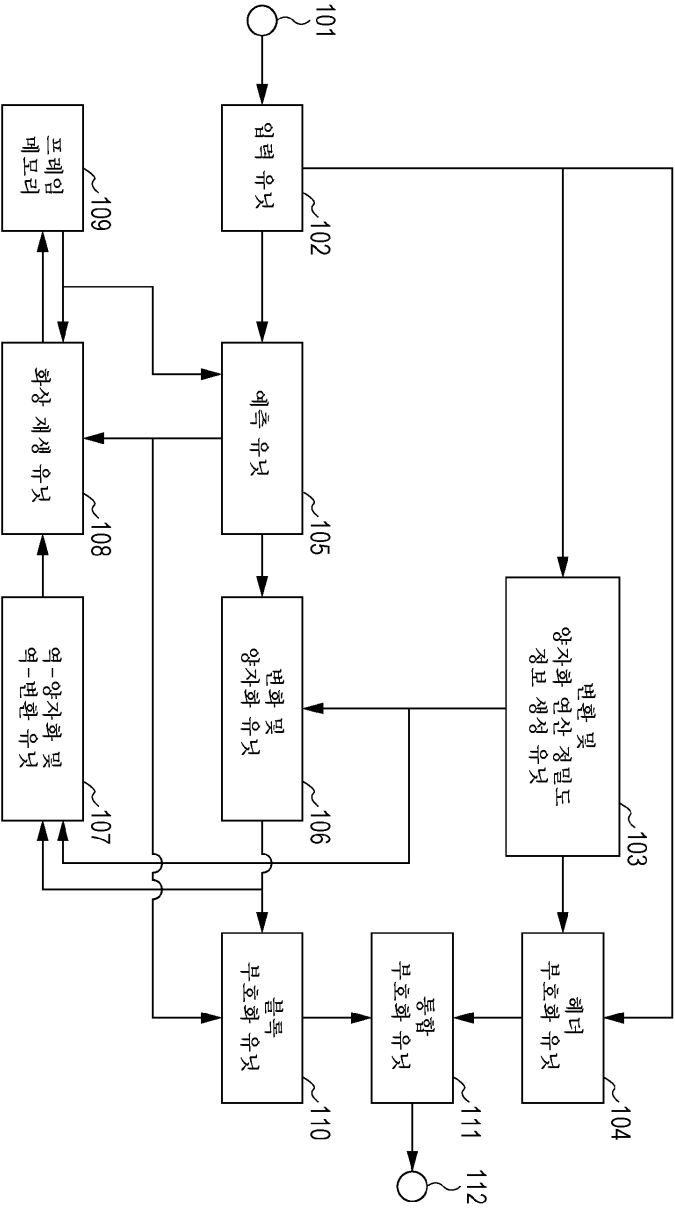 101
입력 유닛
102
변환 및
양자화 연산 정밀도
정보 생성 유닛
103
헤더
부호화 유닛
104
예측 유닛
105
변화 및
양자화 유닛
106
블록
부호화 유닛
110
통합
부호화 유닛
111
112
프레임
메모리
109
화상 재생 유닛
108
역-양자화 및
역-변환 유닛
107